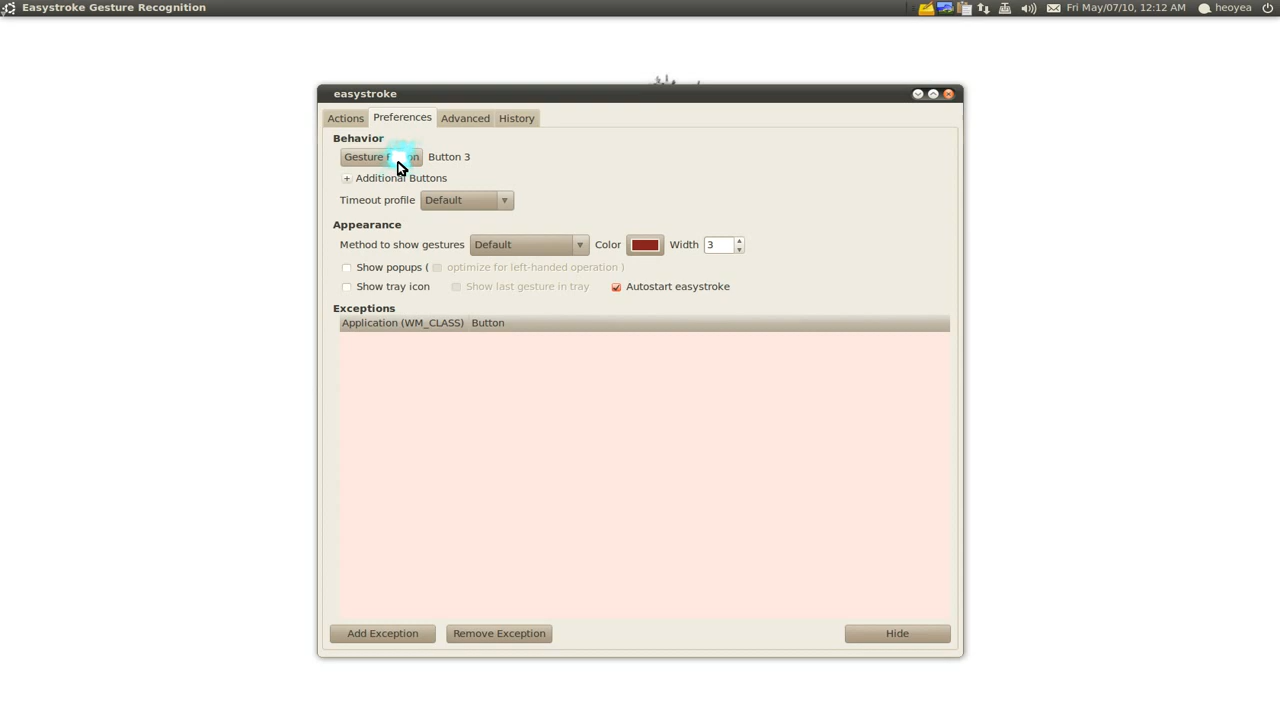 Easystroke Gesture Recognition
Fri May/07/10, 12:12 AM heoyea
easystroke
Actions Preferences Advanced History
Behavior
Gesture Button 3
Additional Buttons
Timeout profile Default
Appearance
Method to show gestures Default Color Width 3
Show popups ( optimize for left-handed operation )
Show tray icon Show last gesture in tray Autostart easystroke
Exceptions
Application (WM_CLASS) Button
Add Exception Remove Exception Hide